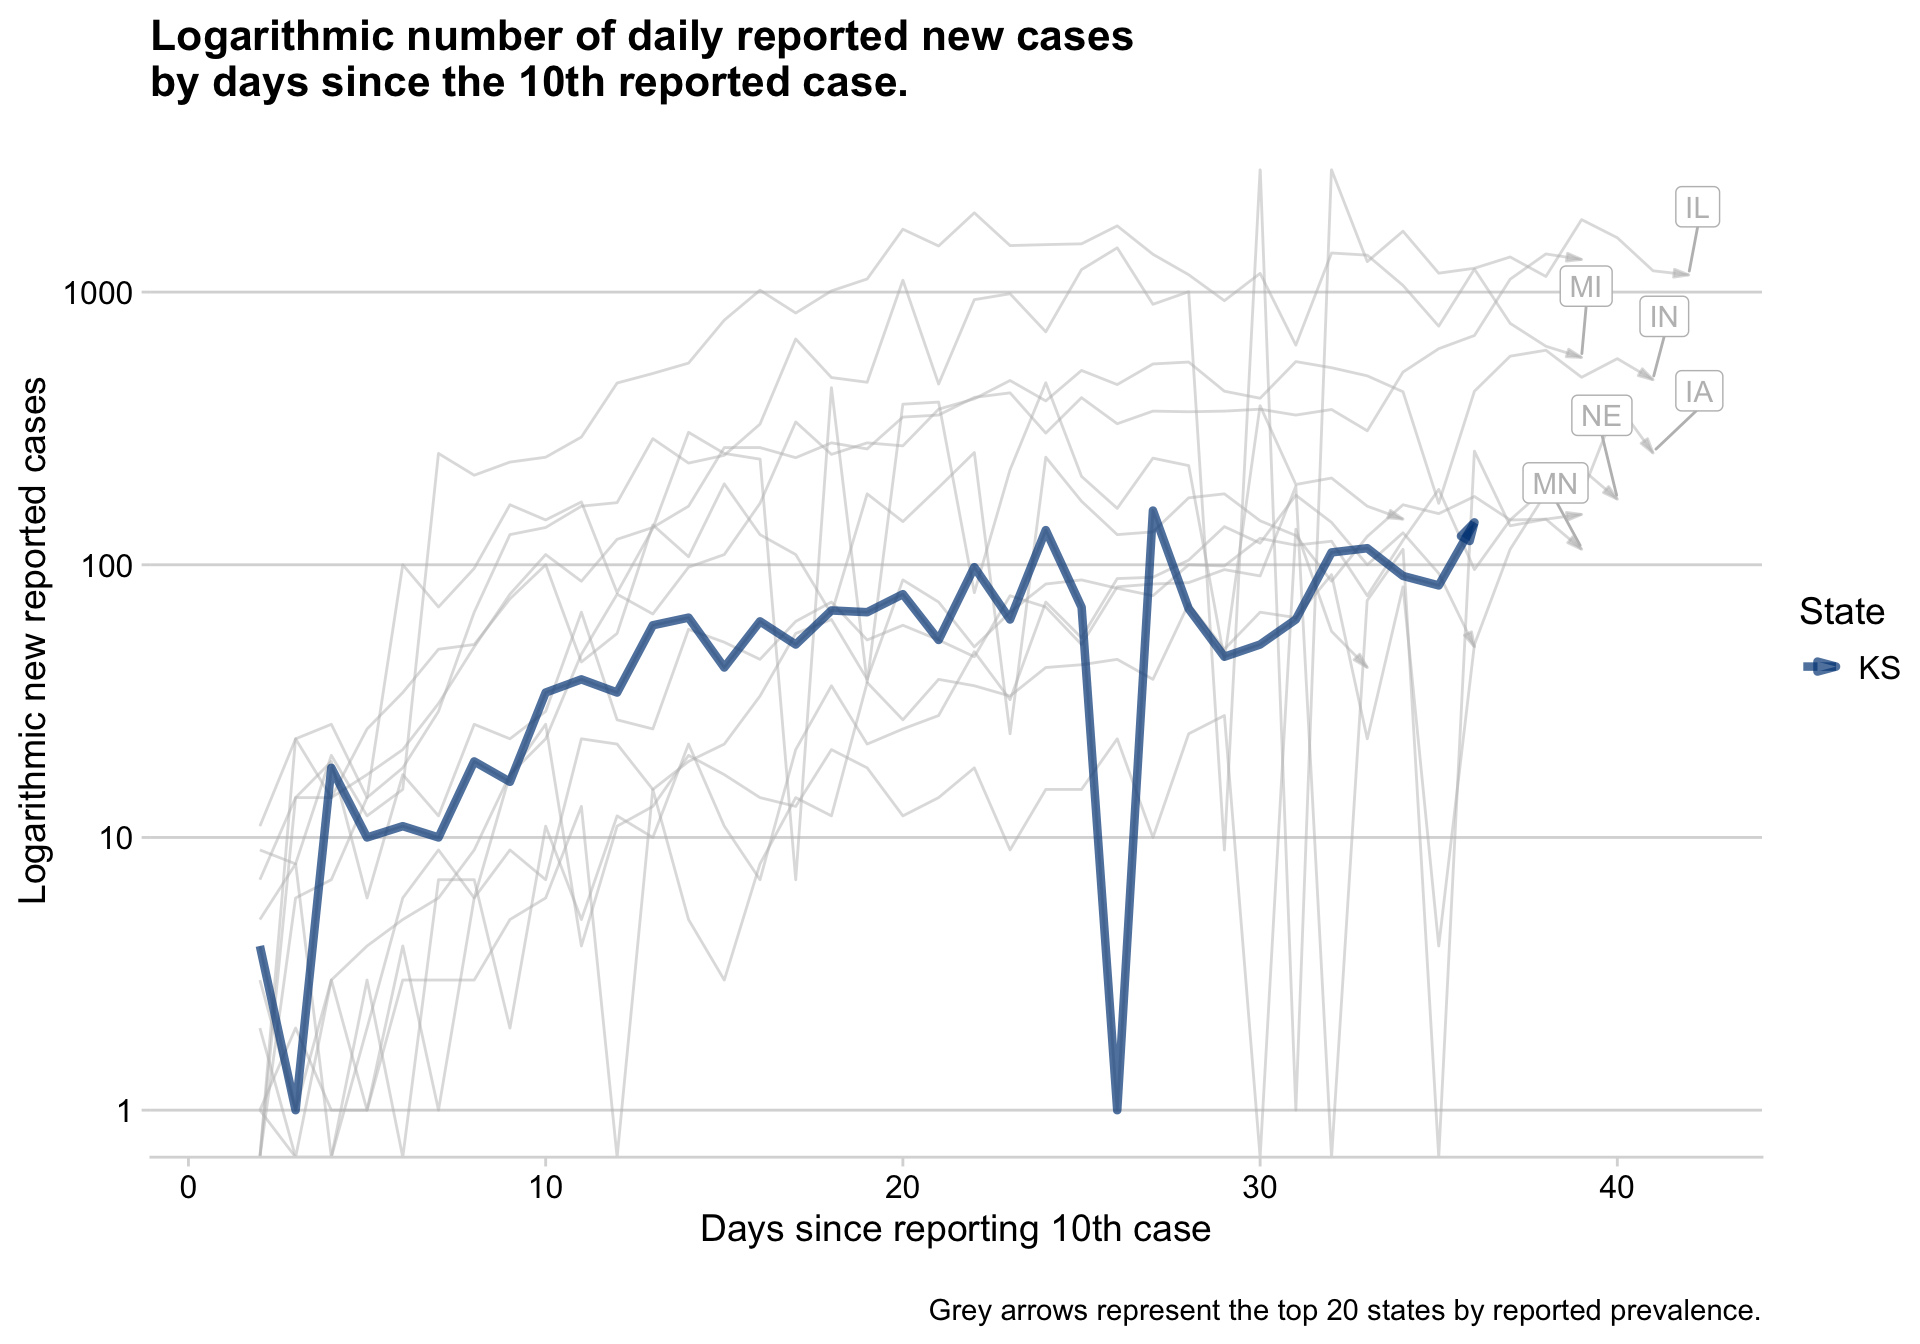 Logarithmic number of daily reported new cases
by days since the 10th reported case.
Logarithmic new reported cases
1000
100
10
1
IL
MI
IN
IA
NE
MN
State
KS
0 10 20 30 40
Days since reporting 10th case
Grey arrows represent the top 20 states by reported prevalence.